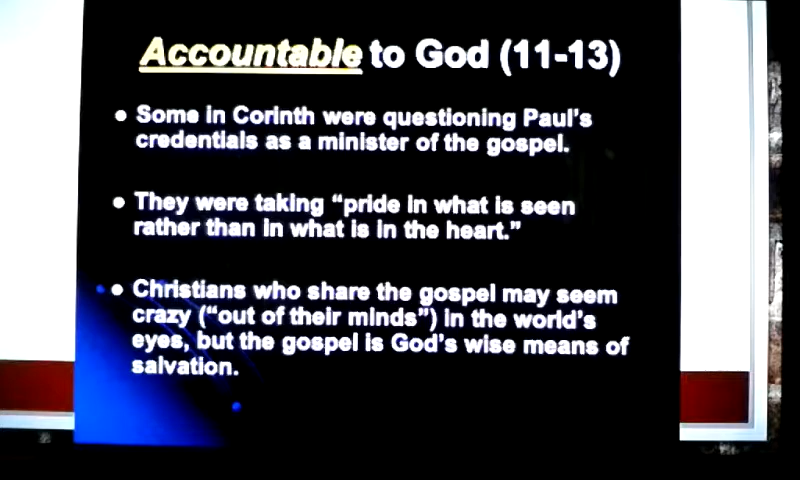 Accountable to God (11-13)
• Some in Corinth were questioning Paul's
credentials as a minister of the gospel.
• They were taking “pride in what is seen
rather than in what is in the heart.”
• Christians who share the gospel may seem
crazy (“out of their minds”) in the world's
eyes, but the gospel is God's wise means of
salvation.